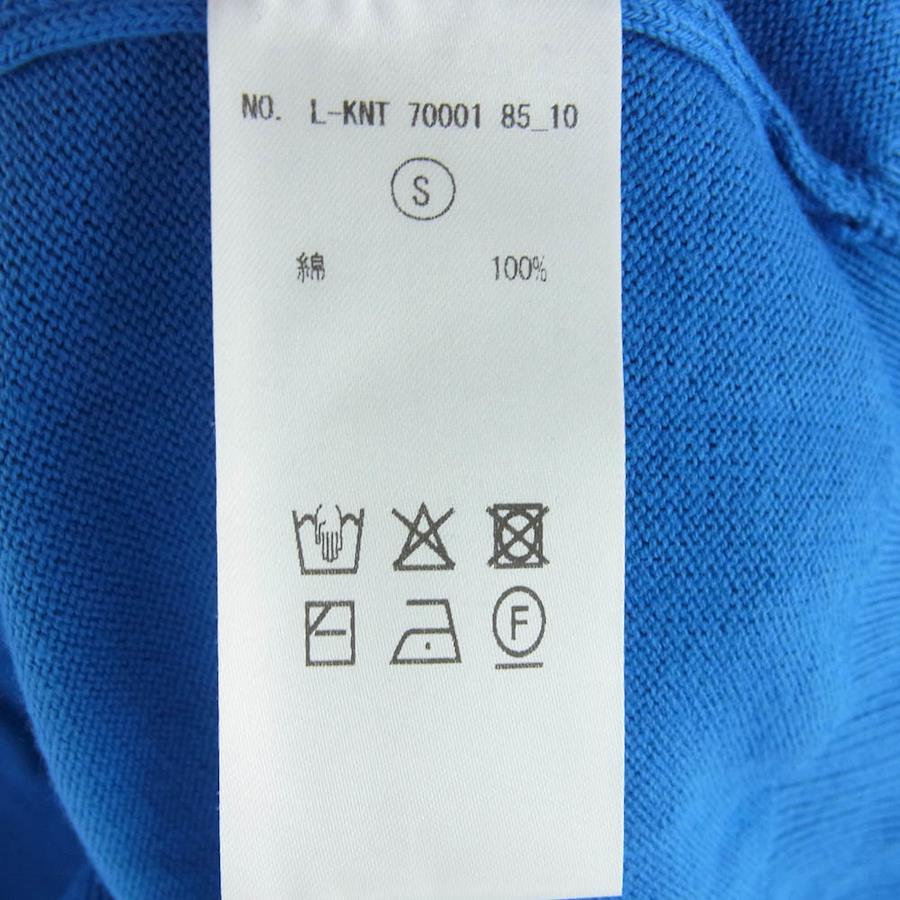 NO. L-KNT 70001 85_10
S
綿 100%
F